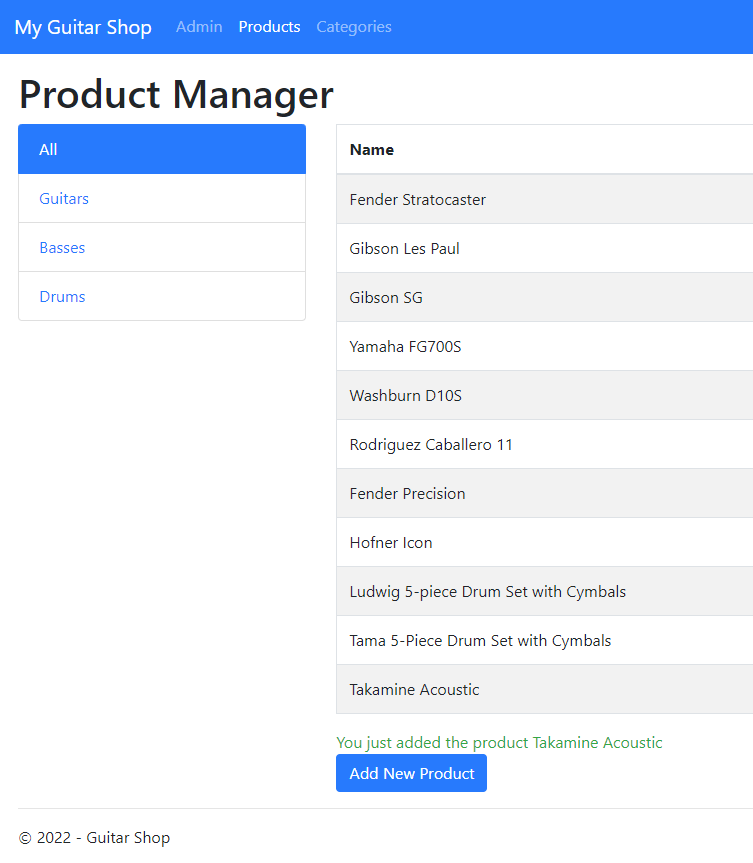 My Guitar Shop Admin Products Categories
Product Manager
All
Guitars
Basses
Drums
Name
Fender Stratocaster
Gibson Les Paul
Gibson SG
Yamaha FG700S
Washburn D10S
Rodriguez Caballero 11
Fender Precision
Hofner Icon
Ludwig 5-piece Drum Set with Cymbals
Tama 5-Piece Drum Set with Cymbals
Takamine Acoustic
You just added the product Takamine Acoustic
Add New Product
© 2022 - Guitar Shop